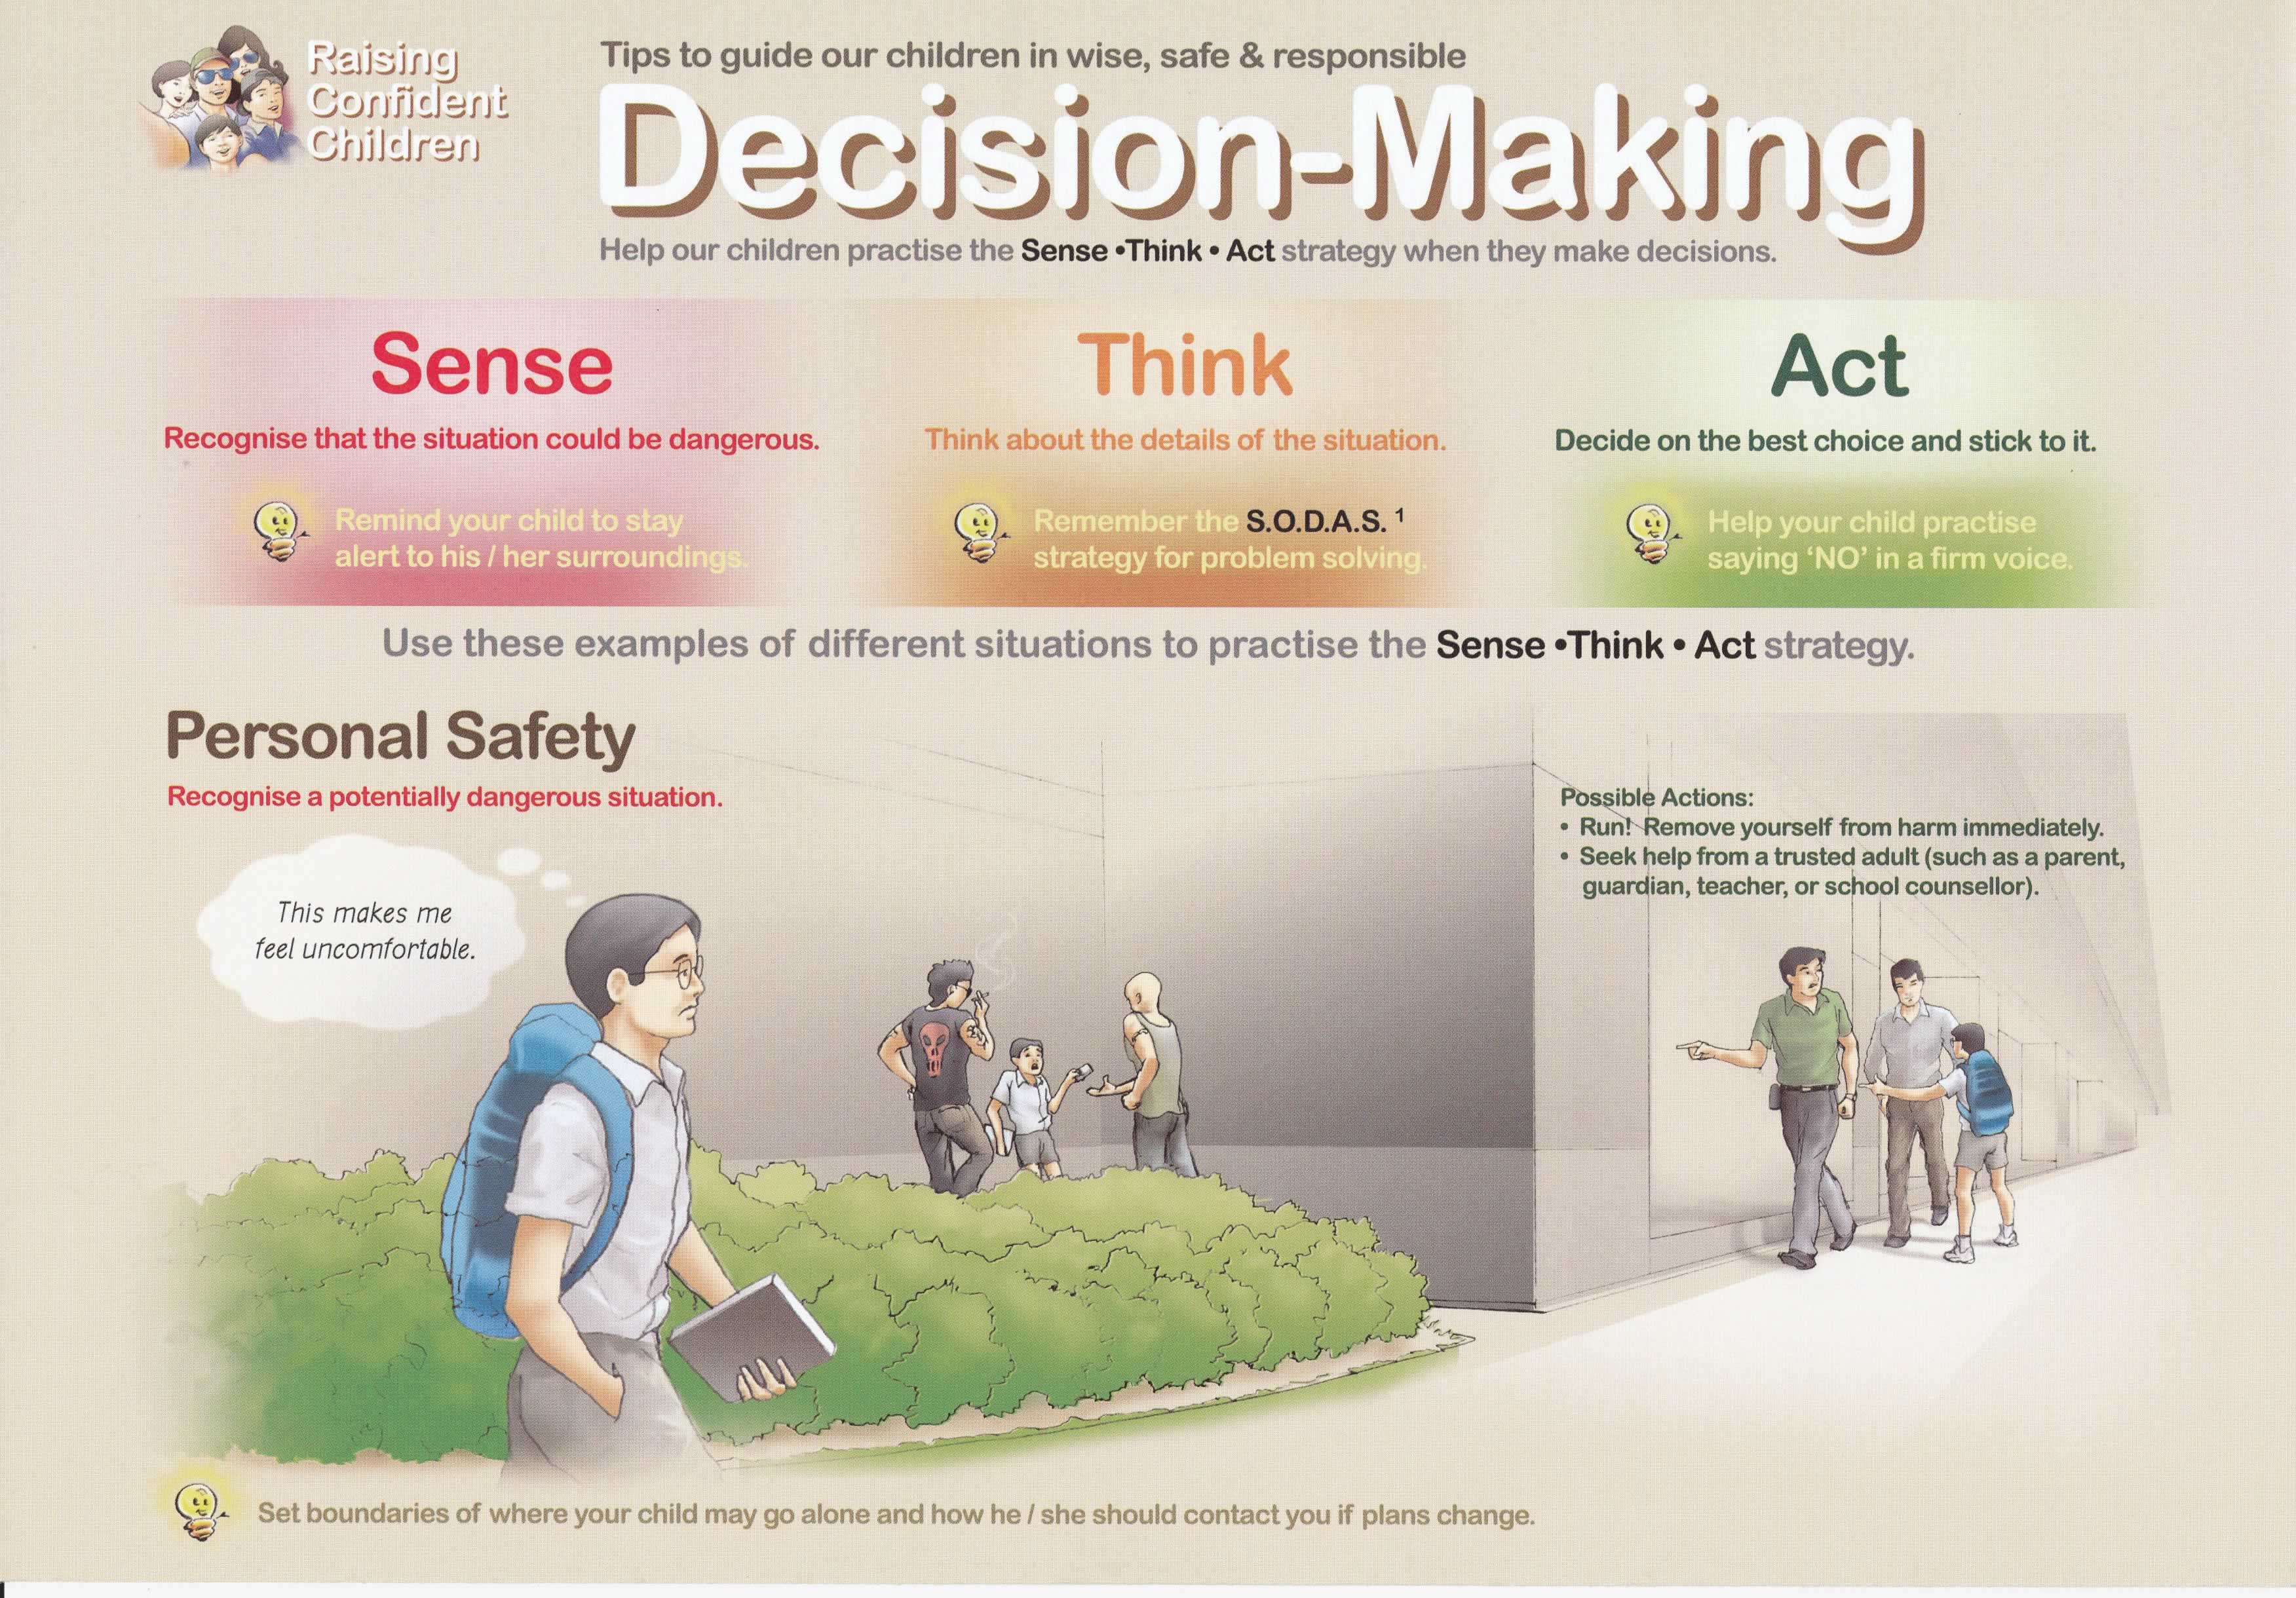 Raising
Confident
Children
Tips to guide our children in wise, safe & responsible
Decision-Making
Help our children practise the Sense •Think • Act strategy when they make decisions.
Sense
Recognise that the situation could be dangerous.
Remind your child to stay
alert to his / her surroundings.
Think
Think about the details of the situation.
Remember the S.O.D.A.S. 1
strategy for problem solving.
Act
Decide on the best choice and stick to it.
Help your child practise
saying ‘NO’ in a firm voice.
Use these examples of different situations to practise the Sense •Think • Act strategy.
Personal Safety
Recognise a potentially dangerous situation.
This makes me
feel uncomfortable.
Possible Actions:
• Run! Remove yourself from harm immediately.
• Seek help from a trusted adult (such as a parent,
guardian, teacher, or school counsellor).
Set boundaries of where your child may go alone and how he / she should contact you if plans change.